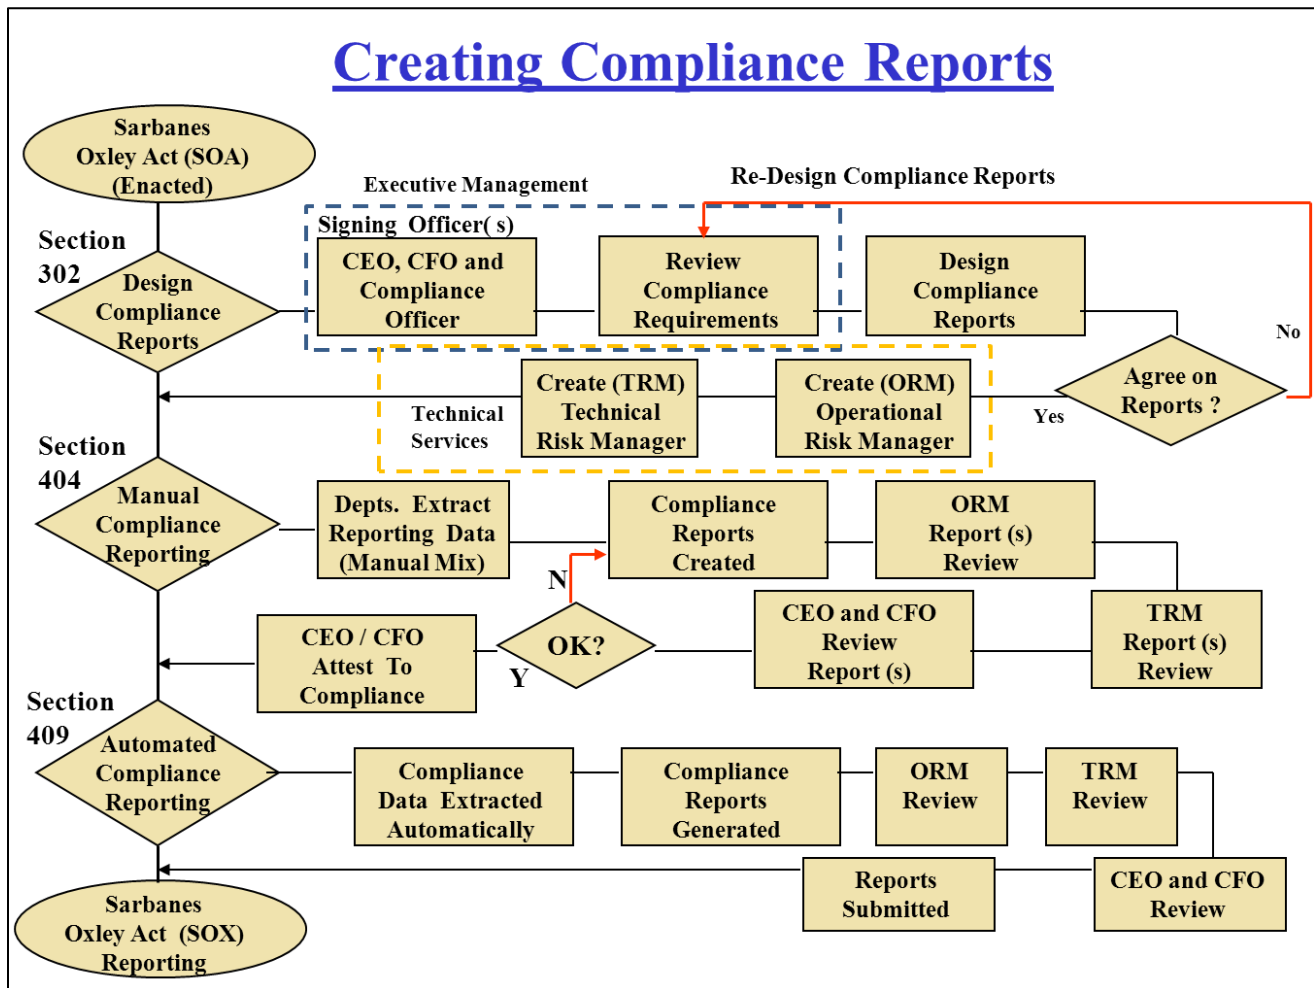 Creating Compliance Reports
Sarbanes
Oxley Act (SOA)
(Enacted)
Executive Management
Re-Design Compliance Reports
Section
302
Design
Compliance
Reports
Signing Officer( s)
CEO, CFO and
Compliance
Officer
Review
Compliance
Requirements
Design
Compliance
Reports
No
Agree on
Reports ?
Yes
Create (ORM)
Operational
Risk Manager
Create (TRM)
Technical
Risk Manager
Technical
Services
Section
404
Manual
Compliance
Reporting
Depts. Extract
Reporting Data
(Manual Mix)
Compliance
Reports
Created
ORM
Report (s)
Review
TRM
Report (s)
Review
CEO and CFO
Review
Report (s)
N
OK?
Y
CEO / CFO
Attest To
Compliance
Section
409
Automated
Compliance
Reporting
Compliance
Data Extracted
Automatically
Compliance
Reports
Generated
ORM
Review
TRM
Review
CEO and CFO
Review
Reports
Submitted
Sarbanes
Oxley Act (SOX)
Reporting